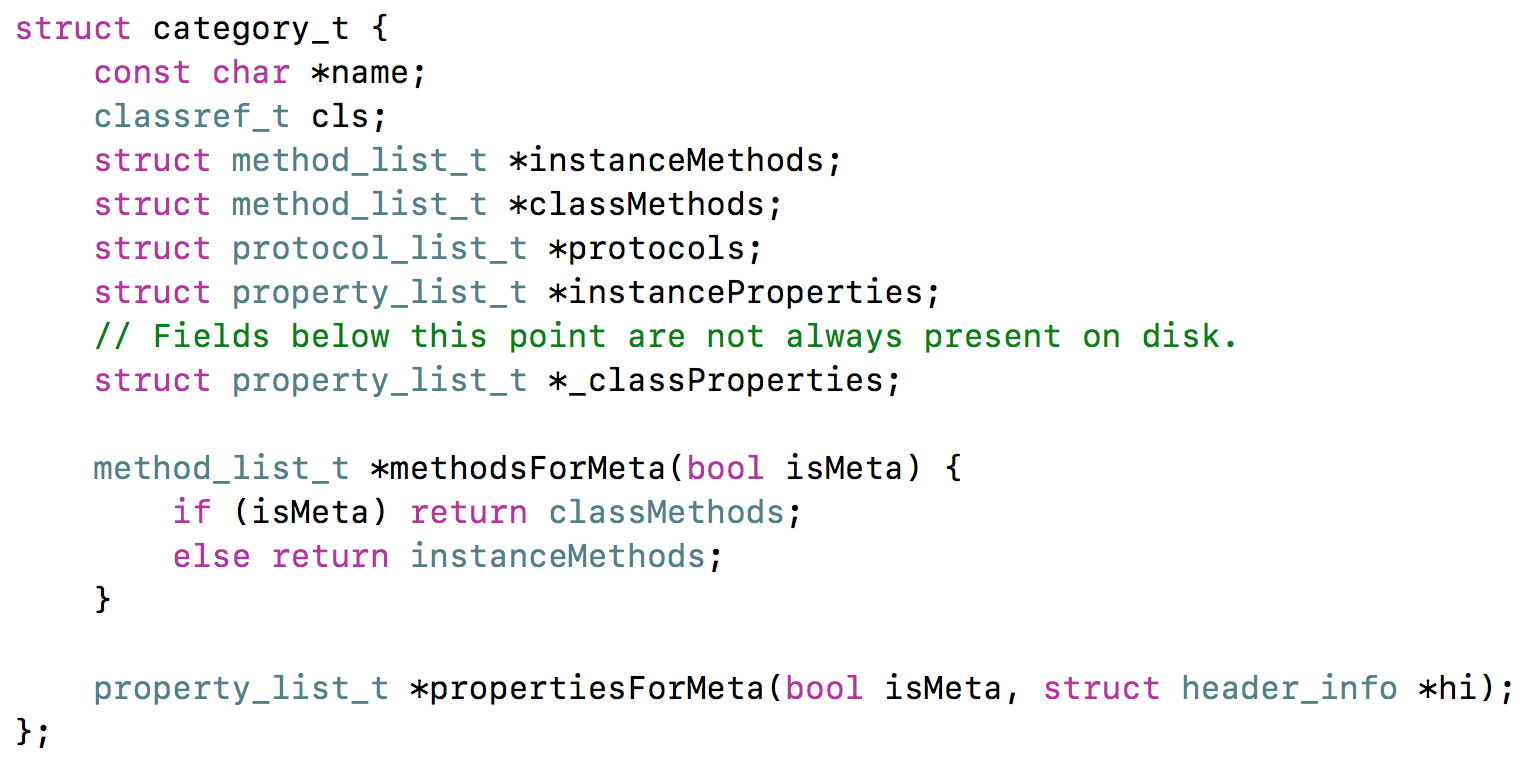 struct category_t {
    const char *name;
    classref_t cls;
    struct method_list_t *instanceMethods;
    struct method_list_t *classMethods;
    struct protocol_list_t *protocols;
    struct property_list_t *instanceProperties;
    // Fields below this point are not always present on disk.
    struct property_list_t *_classProperties;

    method_list_t *methodsForMeta(bool isMeta) {
        if (isMeta) return classMethods;
        else return instanceMethods;
    }

    property_list_t *propertiesForMeta(bool isMeta, struct header_info *hi);
};